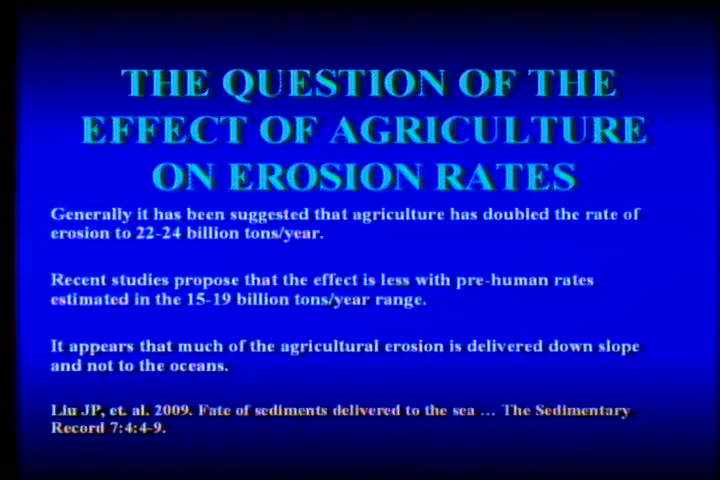 THE QUESTION OF THE
EFFECT OF AGRICULTURE
ON EROSION RATES
Generally it has been suggested that agriculture has doubled the rate of
erosion to 22-24 billion tons/year.
Recent studies propose that the effect is less with pre-human rates
estimated in the 15-19 billion tons/year range.
It appears that much of the agricultural erosion is delivered down slope
and not to the oceans.
Liu JP, et. al. 2009. Fate of sediments delivered to the sea … The Sedimentary
Record 7:4:4-9.